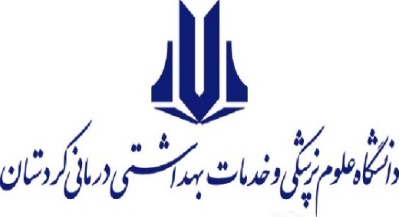 دانشگاه علوم پزشکی و خدمات بهداشتی درمانی کردستان